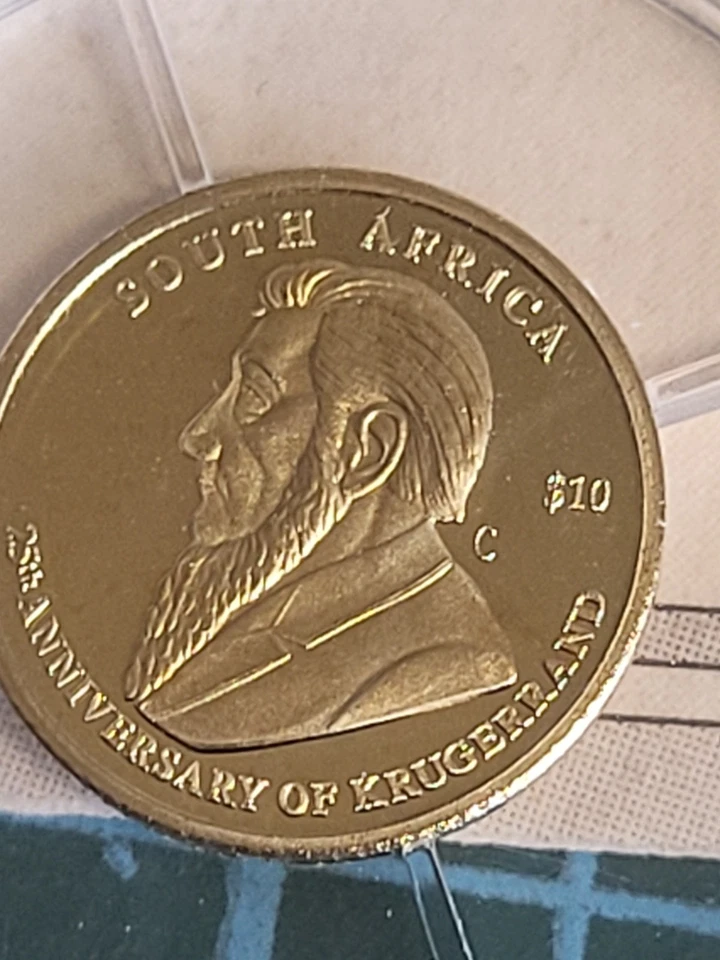 SOUTH AFRICA
$10
C
25th ANNIVERSARY OF KRUGERRAND